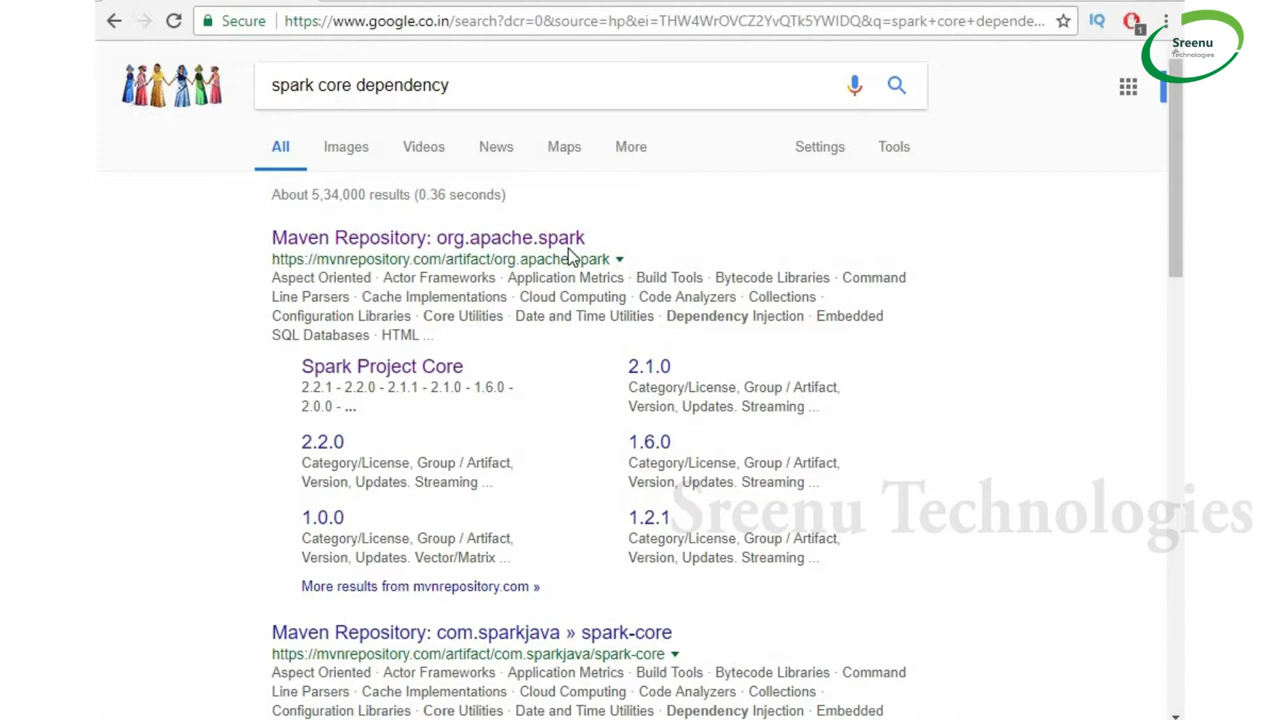 Secure
https://www.google.co.in/search?dcr=0&source=hp&ei=THW4WrOVCZ2YvQTk5YWIDQ&q=spark+core+depende...
IQ
1
Sreenu
Technologies
spark core dependency
All Images Videos News Maps More Settings Tools
About 5,34,000 results (0.36 seconds)
Maven Repository: org.apache.spark
https://mvnrepository.com/artifact/org.apache.spark
Aspect Oriented · Actor Frameworks · Application Metrics · Build Tools · Bytecode Libraries · Command
Line Parsers · Cache Implementations · Cloud Computing · Code Analyzers · Collections ·
Configuration Libraries · Core Utilities · Date and Time Utilities · Dependency Injection · Embedded
SQL Databases · HTML ...
Spark Project Core
2.2.1 - 2.2.0 - 2.1.1 - 2.1.0 - 1.6.0 -
2.0.0 - ...
2.1.0
Category/License, Group / Artifact,
Version, Updates. Streaming ...
2.2.0
Category/License, Group / Artifact,
Version, Updates. Streaming ...
1.6.0
Category/License, Group / Artifact,
Version, Updates. Streaming ...
1.0.0
Category/License, Group / Artifact,
Version, Updates. Vector/Matrix ...
1.2.1
Category/License, Group / Artifact,
Version, Updates. Streaming ...
Sreenu Technologies
More results from mvnrepository.com »
Maven Repository: com.sparkjava » spark-core
https://mvnrepository.com/artifact/com.sparkjava/spark-core
Aspect Oriented · Actor Frameworks · Application Metrics · Build Tools · Bytecode Libraries · Command
Line Parsers · Cache Implementations · Cloud Computing · Code Analyzers · Collections ·
Configuration Libraries · Core Utilities · Date and Time Utilities · Dependency Injection · Embedded